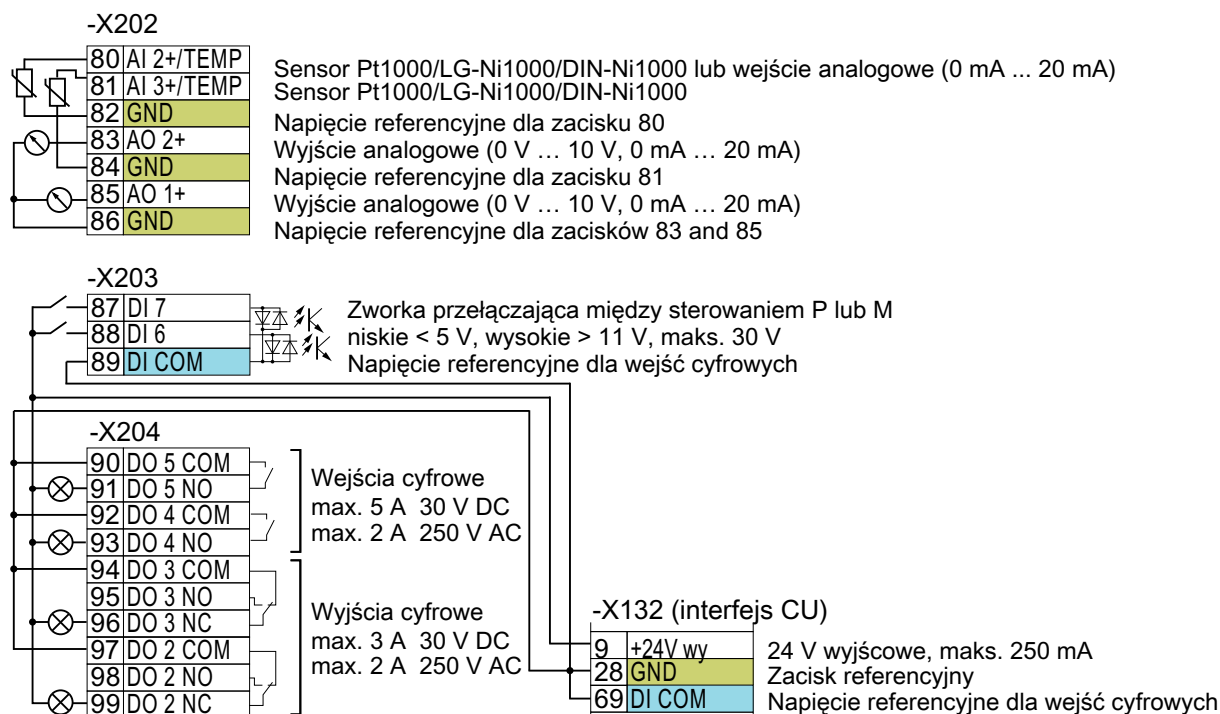 -X202
80 AI 2+/TEMP Sensor Pt1000/LG-Ni1000/DIN-Ni1000 lub wejście analogowe (0 mA ... 20 mA)
81 AI 3+/TEMP Sensor Pt1000/LG-Ni1000/DIN-Ni1000
82 GND Napięcie referencyjne dla zacisku 80
83 AO 2+ Wyjście analogowe (0 V … 10 V, 0 mA … 20 mA)
84 GND Napięcie referencyjne dla zacisku 81
85 AO 1+ Wyjście analogowe (0 V … 10 V, 0 mA … 20 mA)
86 GND Napięcie referencyjne dla zacisków 83 and 85
-X203
87 DI 7 Zworka przełączająca między sterowaniem P lub M
88 DI 6 niskie < 5 V, wysokie > 11 V, maks. 30 V
89 DI COM Napięcie referencyjne dla wejść cyfrowych
-X204
90 DO 5 COM
91 DO 5 NO
92 DO 4 COM
93 DO 4 NO
Wejścia cyfrowe
max. 5 A 30 V DC
max. 2 A 250 V AC
94 DO 3 COM
95 DO 3 NO
96 DO 3 NC
97 DO 2 COM
98 DO 2 NO
99 DO 2 NC
Wyjścia cyfrowe
max. 3 A 30 V DC
max. 2 A 250 V AC
-X132 (interfejs CU)
9 +24V wy 24 V wyjścowe, maks. 250 mA
28 GND Zacisk referencyjny
69 DI COM Napięcie referencyjne dla wejść cyfrowych